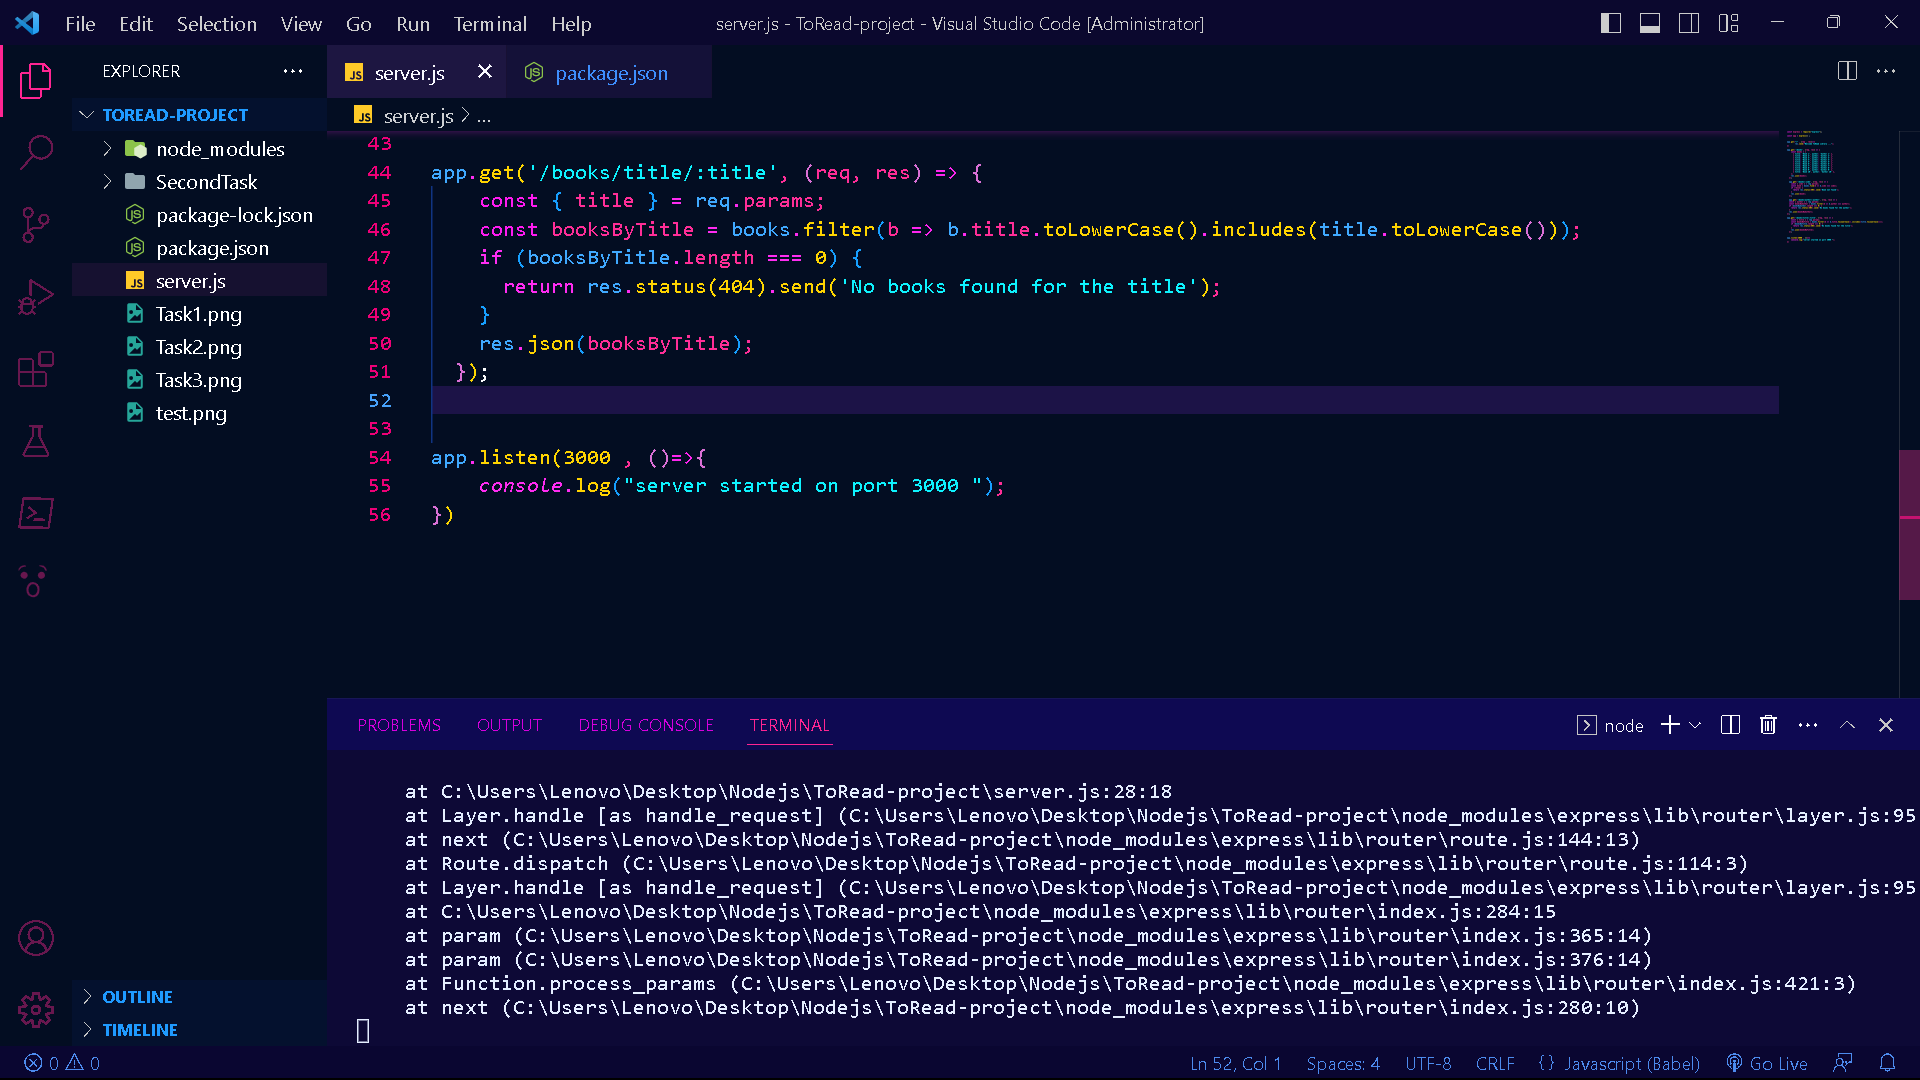 File Edit Selection View Go Run Terminal Help
server.js - ToRead-project - Visual Studio Code [Administrator]
EXPLORER
TOREAD-PROJECT
node_modules
SecondTask
package-lock.json
package.json
server.js
Task1.png
Task2.png
Task3.png
test.png
OUTLINE
TIMELINE
server.js
package.json
server.js > ...
43
44 app.get('/books/title/:title', (req, res) => {
45 const { title } = req.params;
46 const booksByTitle = books.filter(b => b.title.toLowerCase().includes(title.toLowerCase()));
47 if (booksByTitle.length === 0) {
48 return res.status(404).send('No books found for the title');
49 }
50 res.json(booksByTitle);
51 });
52
53
54 app.listen(3000 , ()=>{
55 console.log("server started on port 3000 ");
56 })
PROBLEMS OUTPUT DEBUG CONSOLE TERMINAL
node
at C:\Users\Lenovo\Desktop\Nodejs\ToRead-project\server.js:28:18
at Layer.handle [as handle_request] (C:\Users\Lenovo\Desktop\Nodejs\ToRead-project\node_modules\express\lib\router\layer.js:95
at next (C:\Users\Lenovo\Desktop\Nodejs\ToRead-project\node_modules\express\lib\router\route.js:144:13)
at Route.dispatch (C:\Users\Lenovo\Desktop\Nodejs\ToRead-project\node_modules\express\lib\router\route.js:114:3)
at Layer.handle [as handle_request] (C:\Users\Lenovo\Desktop\Nodejs\ToRead-project\node_modules\express\lib\router\layer.js:95
at C:\Users\Lenovo\Desktop\Nodejs\ToRead-project\node_modules\express\lib\router\index.js:284:15
at param (C:\Users\Lenovo\Desktop\Nodejs\ToRead-project\node_modules\express\lib\router\index.js:365:14)
at param (C:\Users\Lenovo\Desktop\Nodejs\ToRead-project\node_modules\express\lib\router\index.js:376:14)
at Function.process_params (C:\Users\Lenovo\Desktop\Nodejs\ToRead-project\node_modules\express\lib\router\index.js:421:3)
at next (C:\Users\Lenovo\Desktop\Nodejs\ToRead-project\node_modules\express\lib\router\index.js:280:10)
0 0
Ln 52, Col 1 Spaces: 4 UTF-8 CRLF {} Javascript (Babel) Go Live